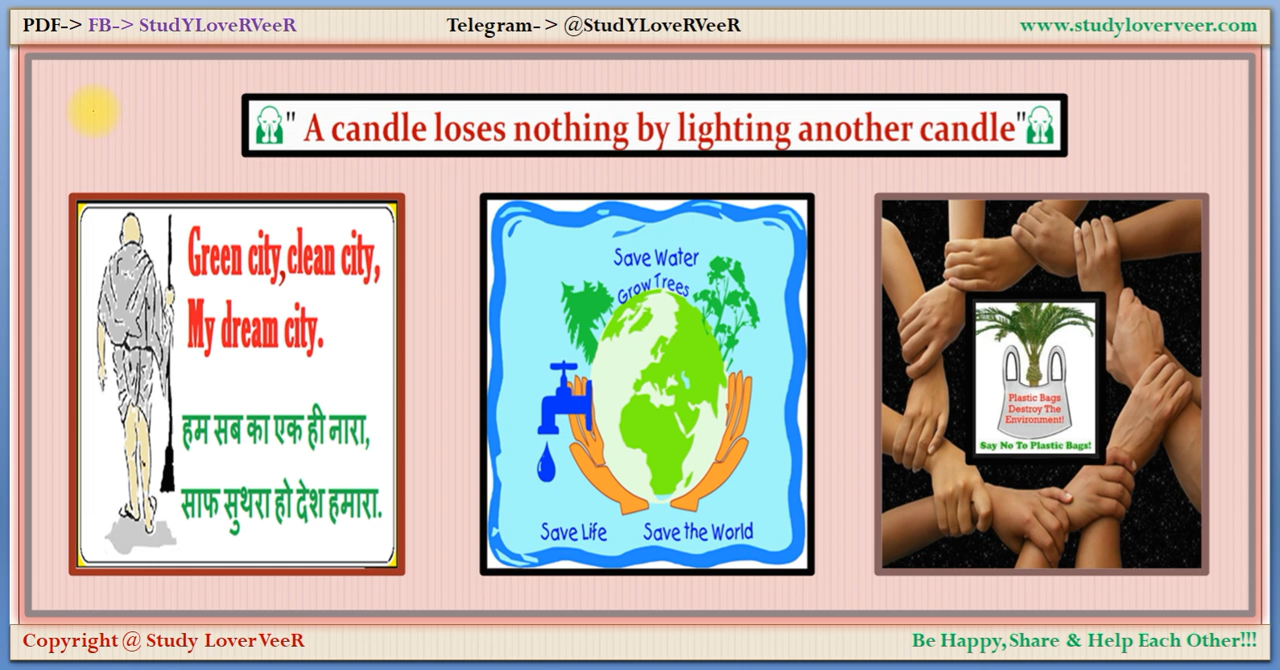 PDF-> FB-> StudYLoveRVeeR
Telegram- > @StudYLoveRVeeR
www.studyloverveer.com
" A candle loses nothing by lighting another candle"
Green city,clean city,
My dream city.
हम सब का एक ही नारा,
साफ सुथरा हो देश हमारा.
Save Water
Grow Trees
Save Life
Save the World
Plastic Bags
Destroy The
Environment!
Say No To Plastic Bags!
Copyright @ Study LoverVeeR
Be Happy,Share & Help Each Other!!!